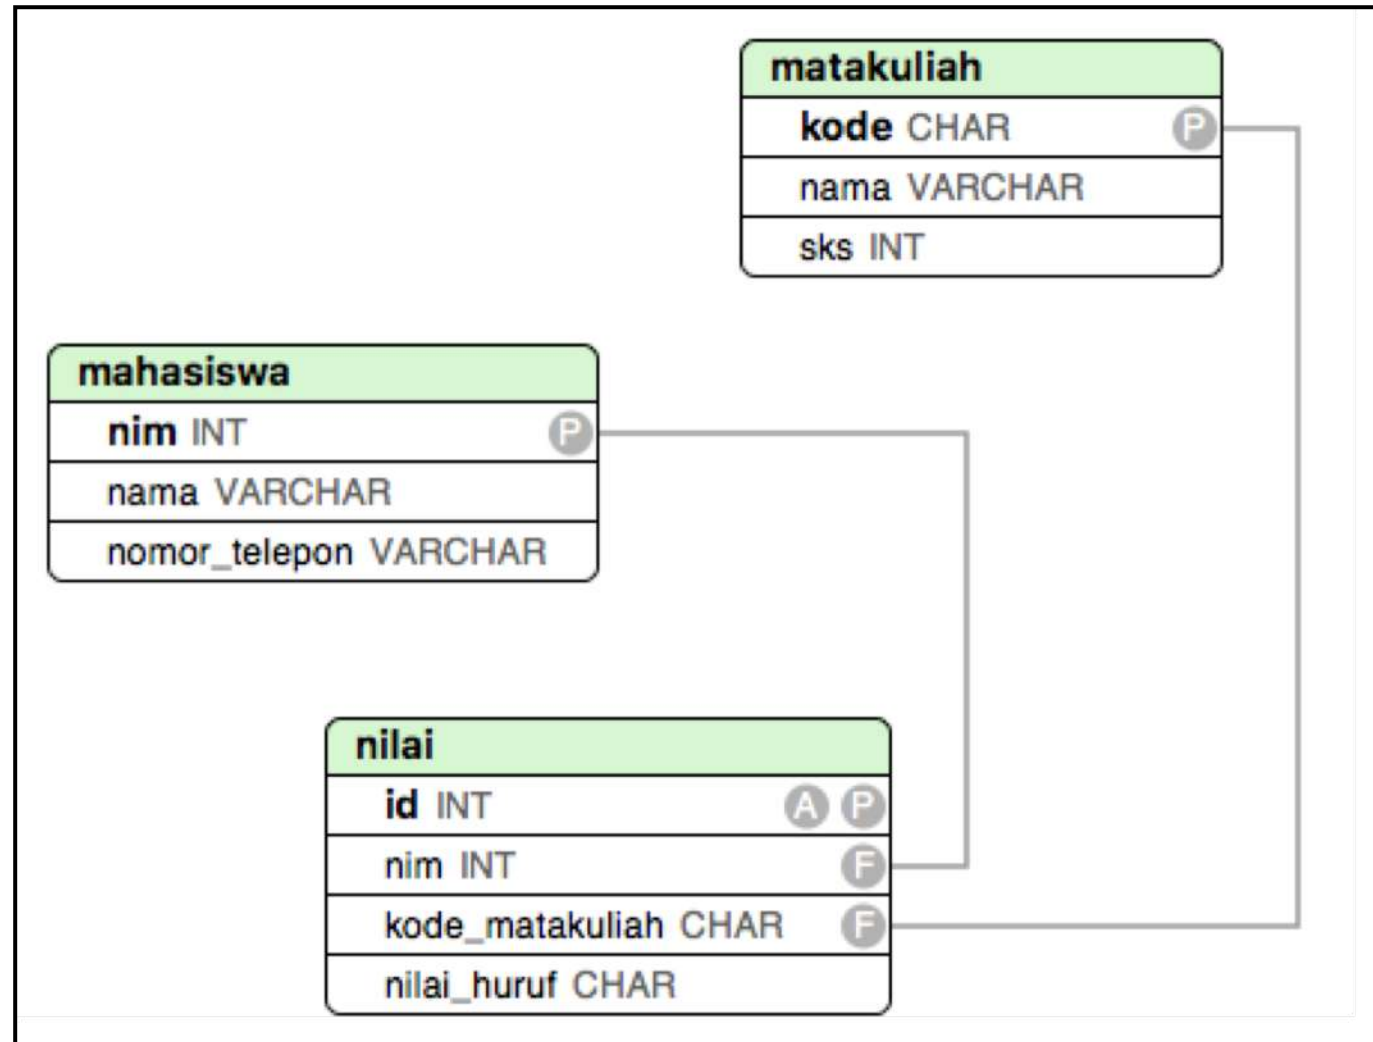 matakuliah
kode CHAR P
nama VARCHAR
sks INT
mahasiswa
nim INT P
nama VARCHAR
nomor_telepon VARCHAR
nilai
id INT A P
nim INT F
kode_matakuliah CHAR F
nilai_huruf CHAR